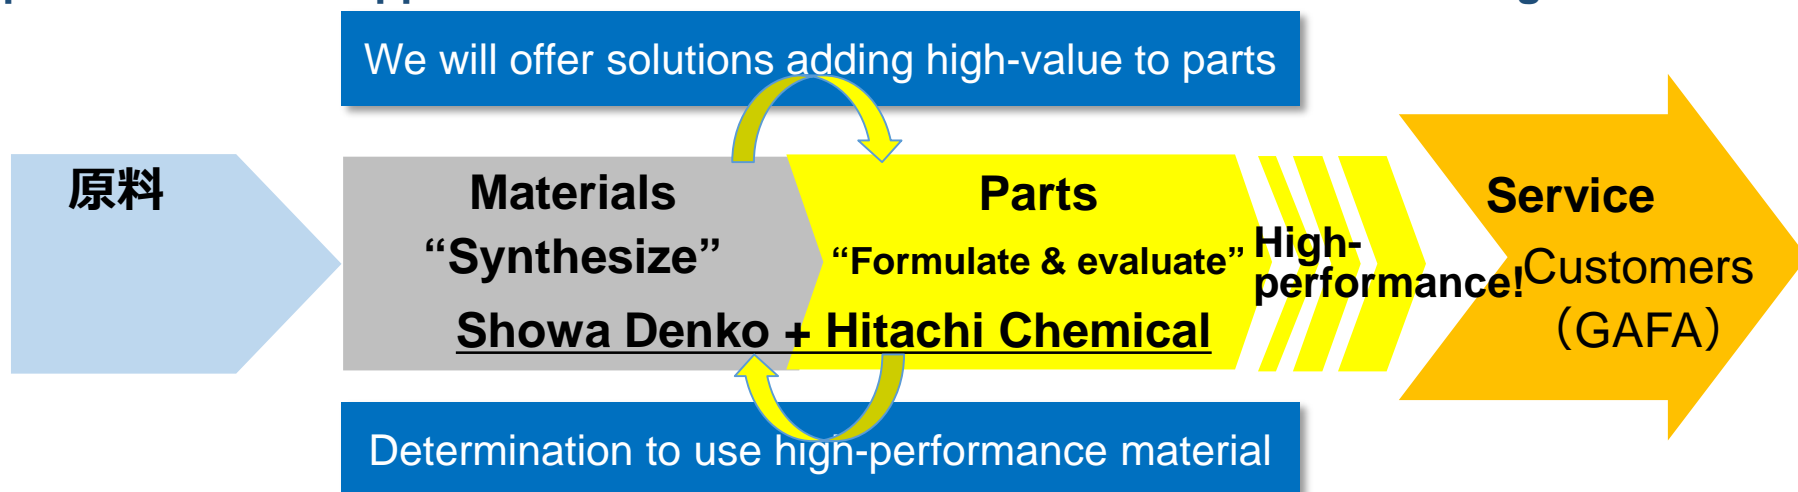 We will offer solutions adding high-value to parts
原料
Materials
“Synthesize”
Parts
“Formulate & evaluate”
Showa Denko + Hitachi Chemical
High-
performance!
Service
Customers
（GAFA）
Determination to use high-performance material